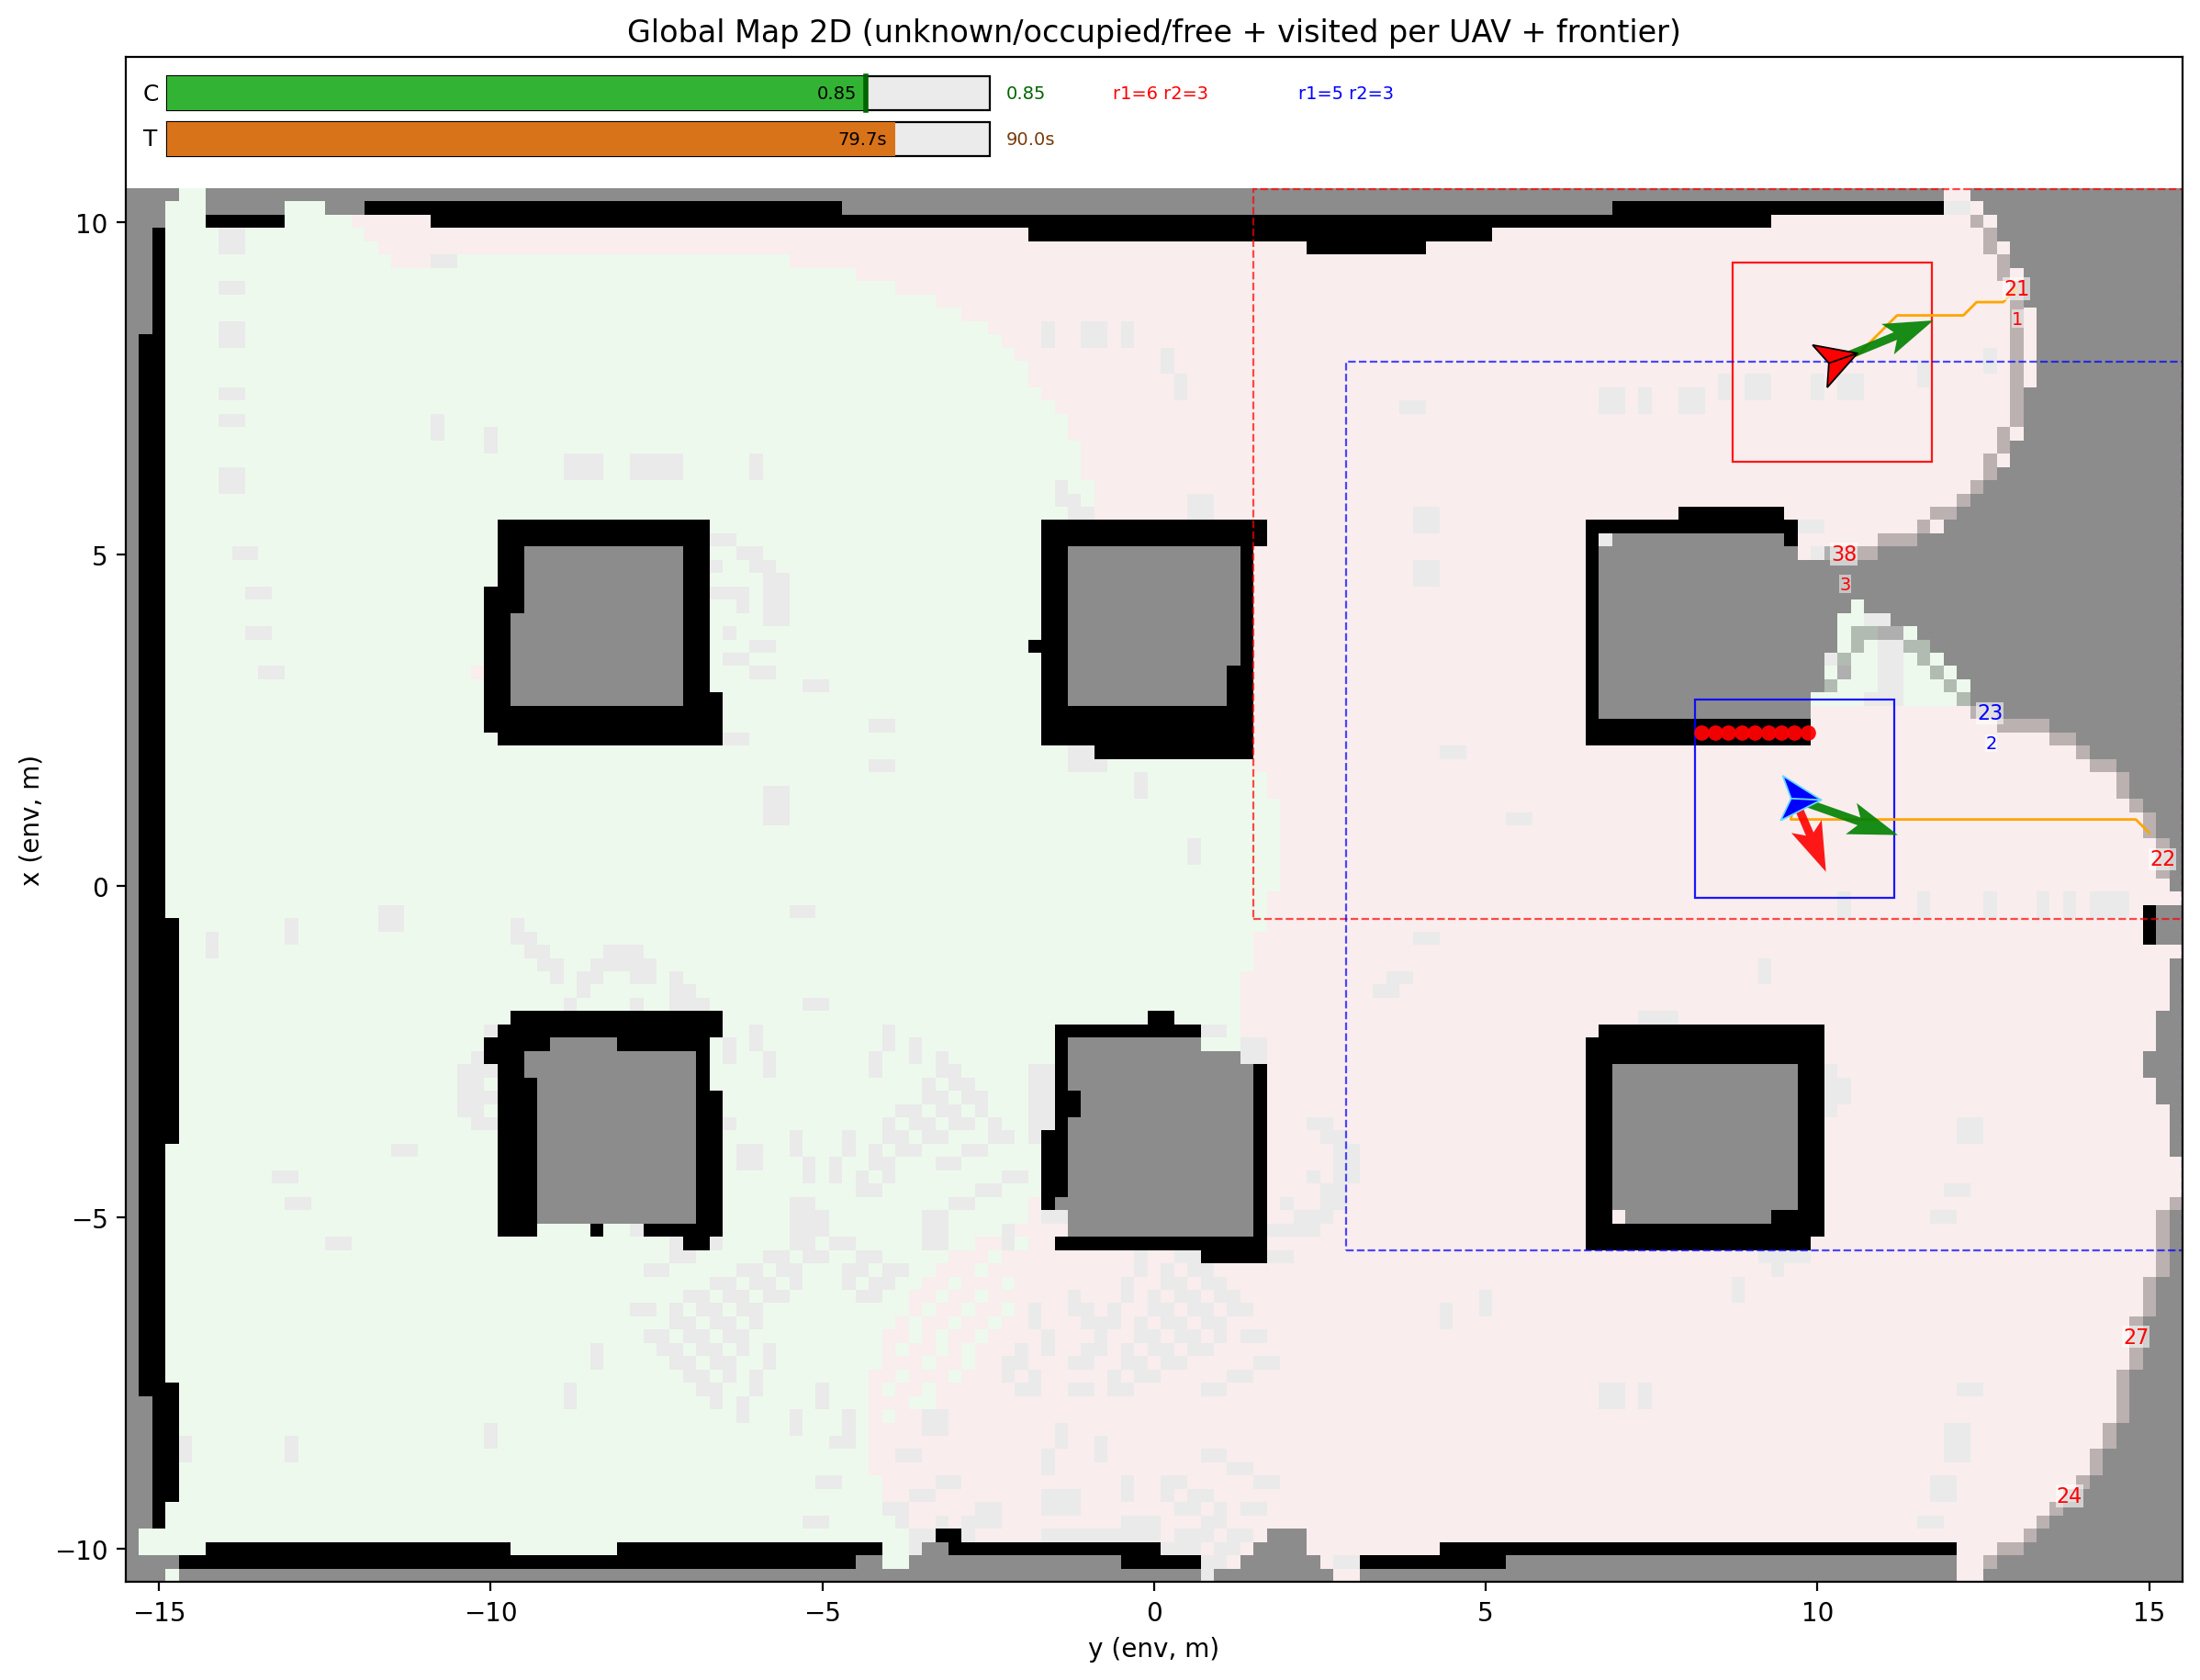 Global Map 2D (unknown/occupied/free + visited per UAV + frontier)
C 0.85 0.85 r1=6 r2=3 r1=5 r2=3
T 79.7s 90.0s
10
5
0
−5
−10
x (env, m)
21
1
38
3
23
2
22
27
24
−15 −10 −5 0 5 10 15
y (env, m)